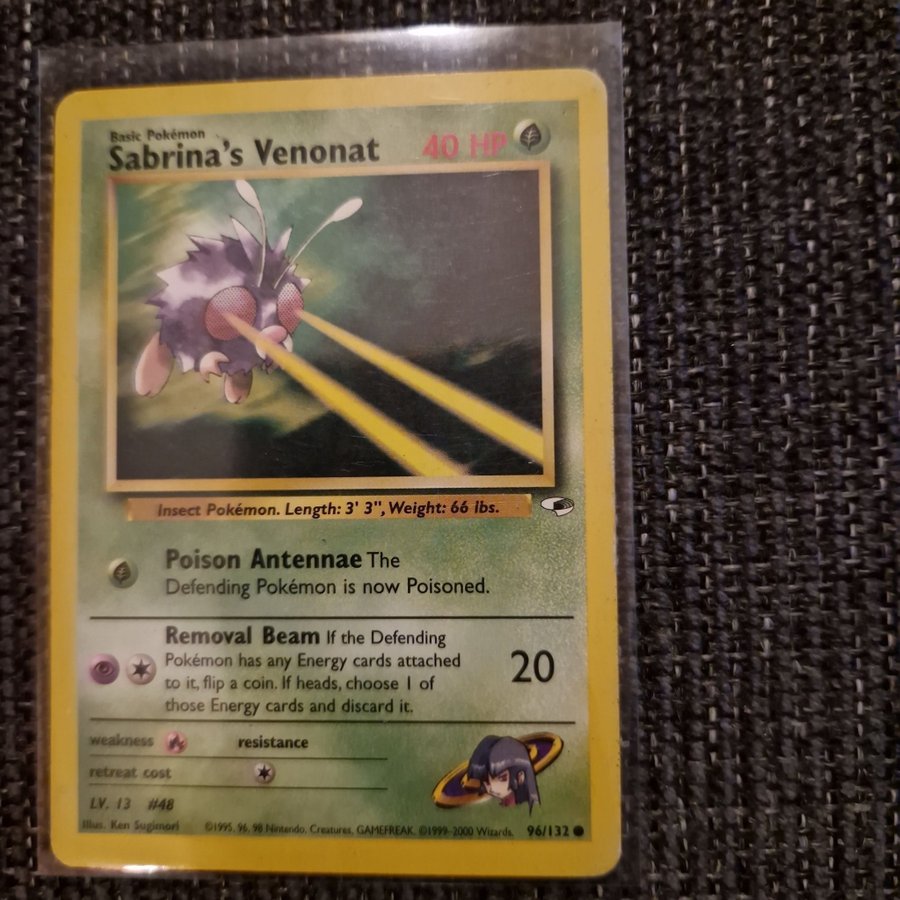 Basic Pokémon
Sabrina's Venonat 40 HP
Insect Pokémon. Length: 3' 3", Weight: 66 lbs.
Poison Antennae The
Defending Pokémon is now Poisoned.
Removal Beam If the Defending
Pokémon has any Energy cards attached
to it, flip a coin. If heads, choose 1 of
those Energy cards and discard it.
20
weakness resistance
retreat cost
LV. 13 #48
Illus. Ken Sugimori ©1995, 96, 98 Nintendo, Creatures, GAMEFREAK. ©1999-2000 Wizards. 96/132